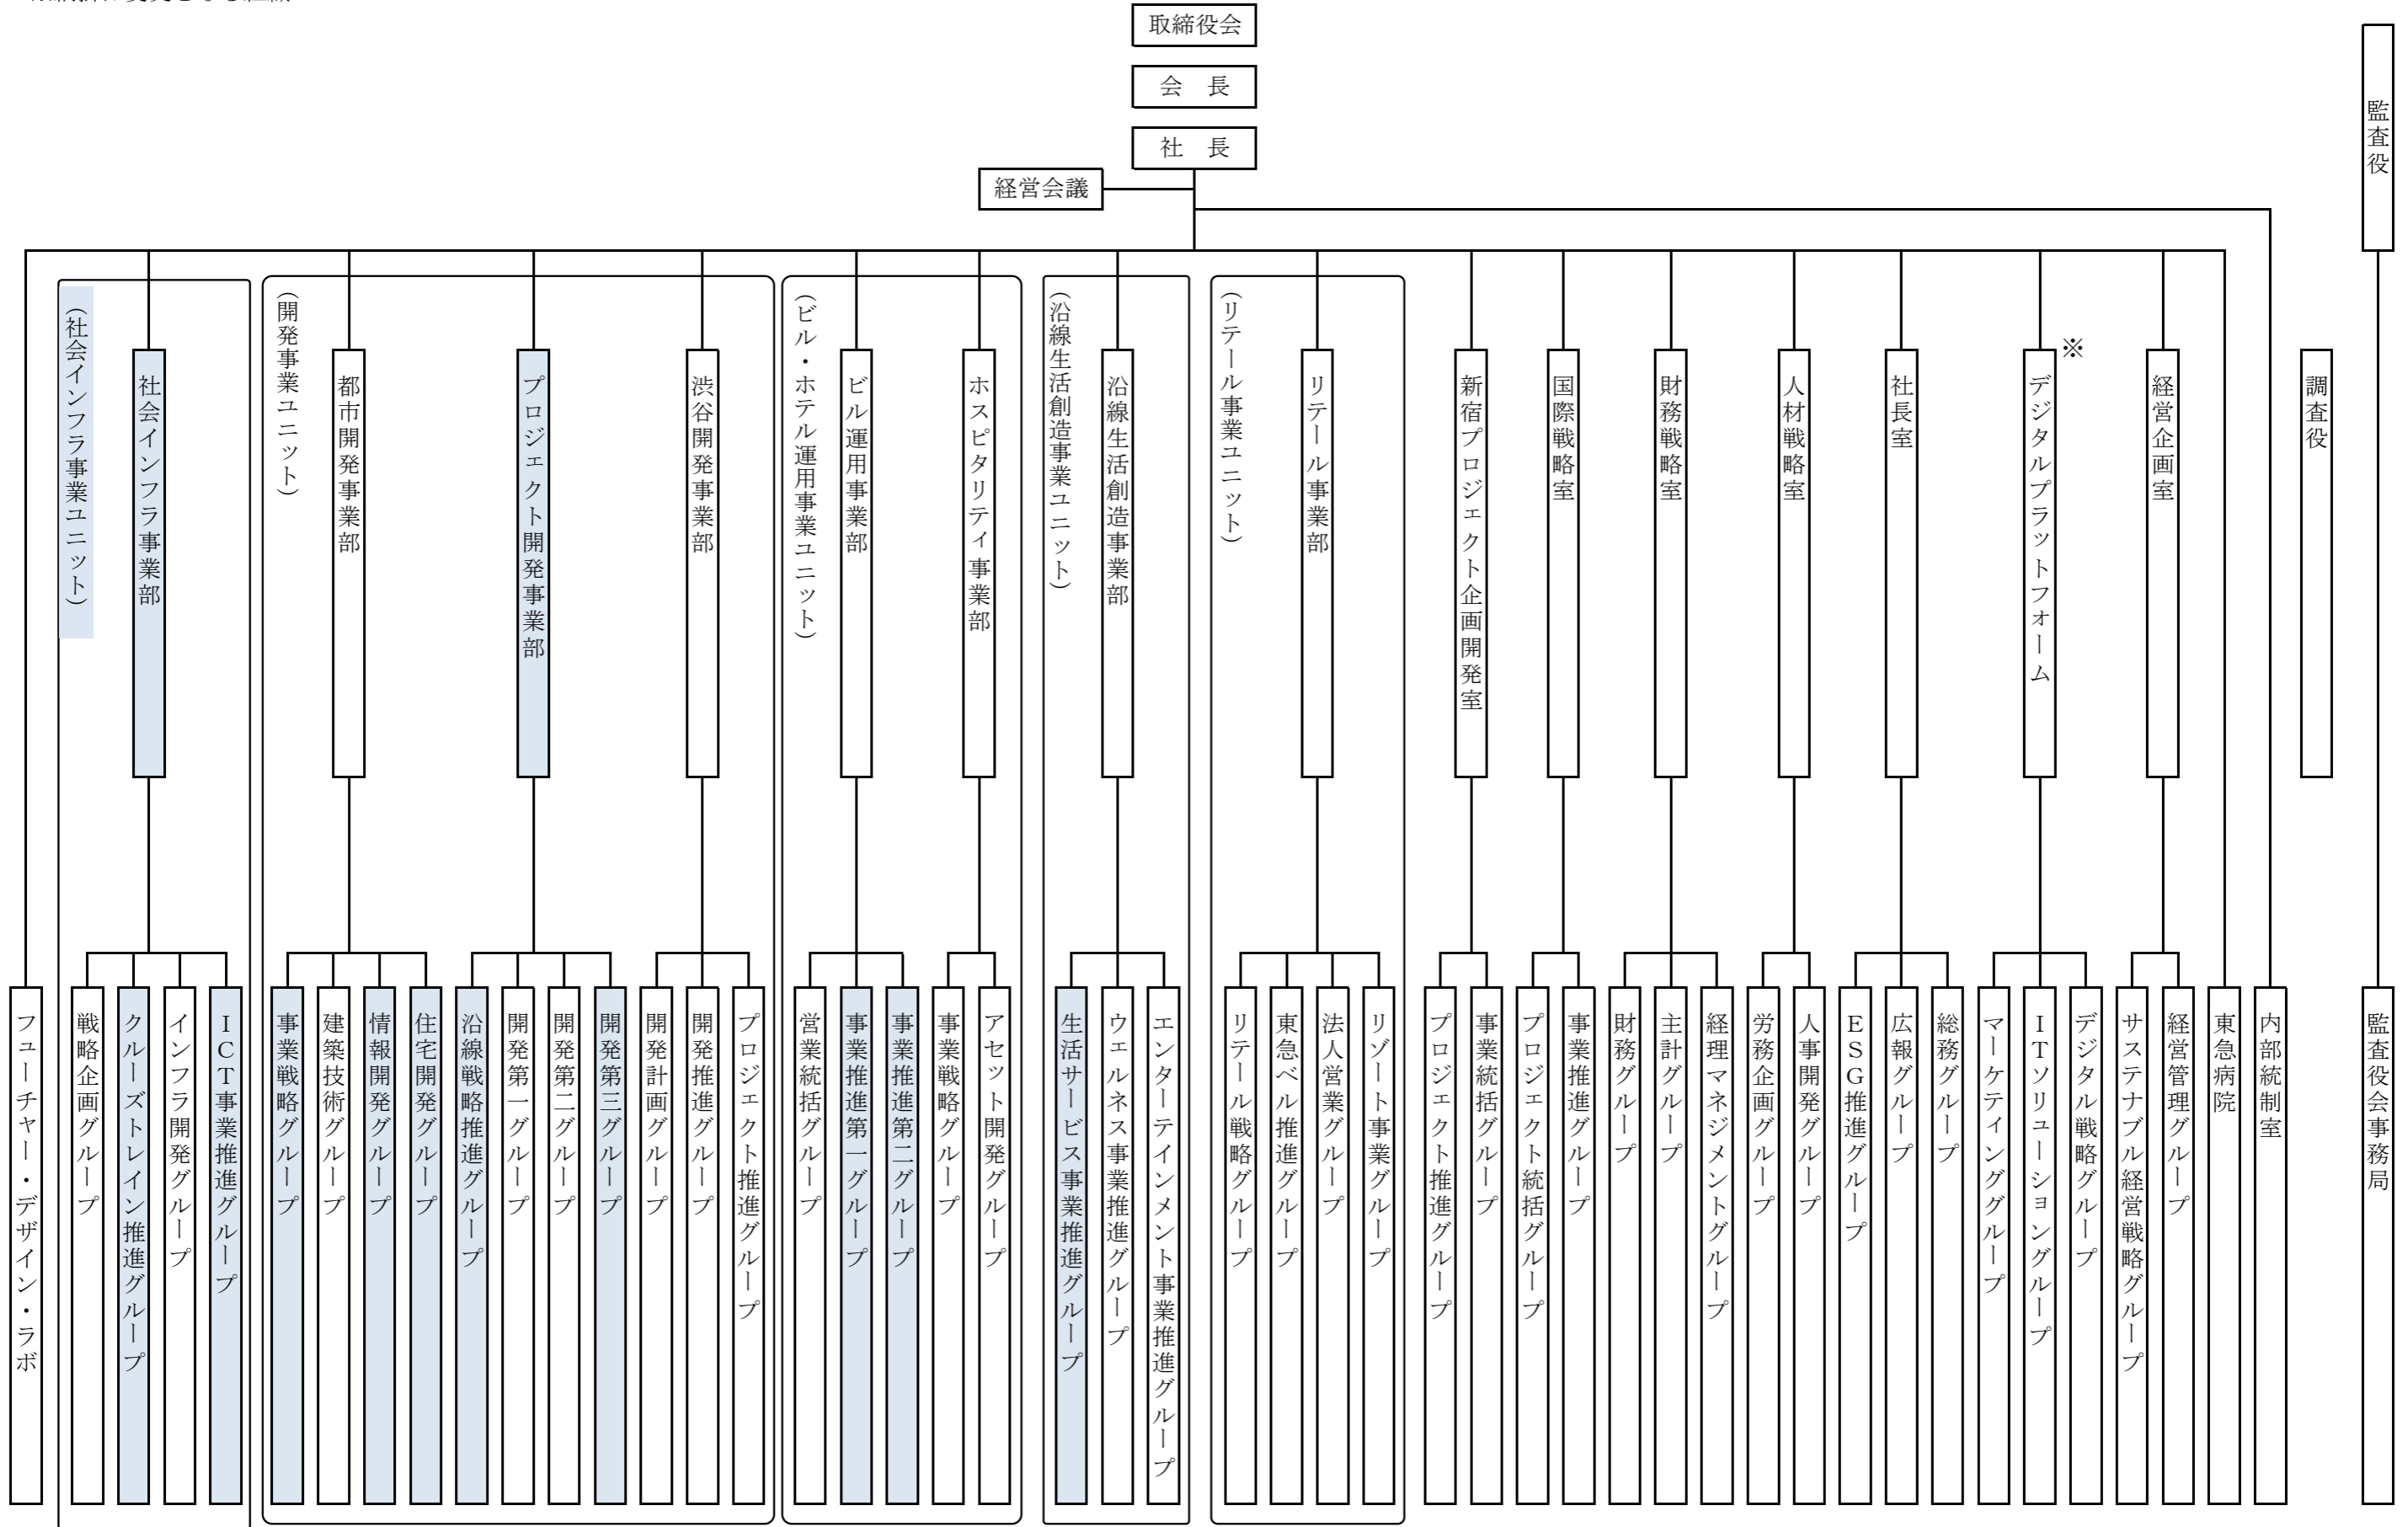 取締役会
会　長
社　長
経営会議
監査役
(社会インフラ事業ユニット)
社会インフラ事業部
(開発事業ユニット)
都市開発事業部
プロジェクト開発事業部
渋谷開発事業部
(ビル・ホテル運用事業ユニット)
ビル運用事業部
ホスピタリティ事業部
(沿線生活創造事業ユニット)
沿線生活創造事業部
(リテール事業ユニット)
リテール事業部
新宿プロジェクト企画開発室
国際戦略室
財務戦略室
人材戦略室
社長室
デジタルプラットフォーム
※
経営企画室
調査役
フューチャー・デザイン・ラボ
戦略企画グループ
クルーズトレイン推進グループ
インフラ開発グループ
ICT事業推進グループ
事業戦略グループ
建築技術グループ
情報開発グループ
住宅開発グループ
沿線戦略推進グループ
開発第一グループ
開発第二グループ
開発第三グループ
開発計画グループ
開発推進グループ
プロジェクト推進グループ
営業統括グループ
事業推進第一グループ
事業推進第二グループ
事業戦略グループ
アセット開発グループ
生活サービス事業推進グループ
ウェルネス事業推進グループ
エンターテインメント事業推進グループ
リテール戦略グループ
東急ベル推進グループ
法人営業グループ
リゾート事業グループ
プロジェクト推進グループ
事業統括グループ
プロジェクト統括グループ
事業推進グループ
財務グループ
主計グループ
経理マネジメントグループ
労務企画グループ
人事開発グループ
ESG推進グループ
広報グループ
総務グループ
マーケティンググループ
ITソリューショングループ
デジタル戦略グループ
サステナブル経営戦略グループ
経営管理グループ
東急病院
内部統制室
監査役会事務局